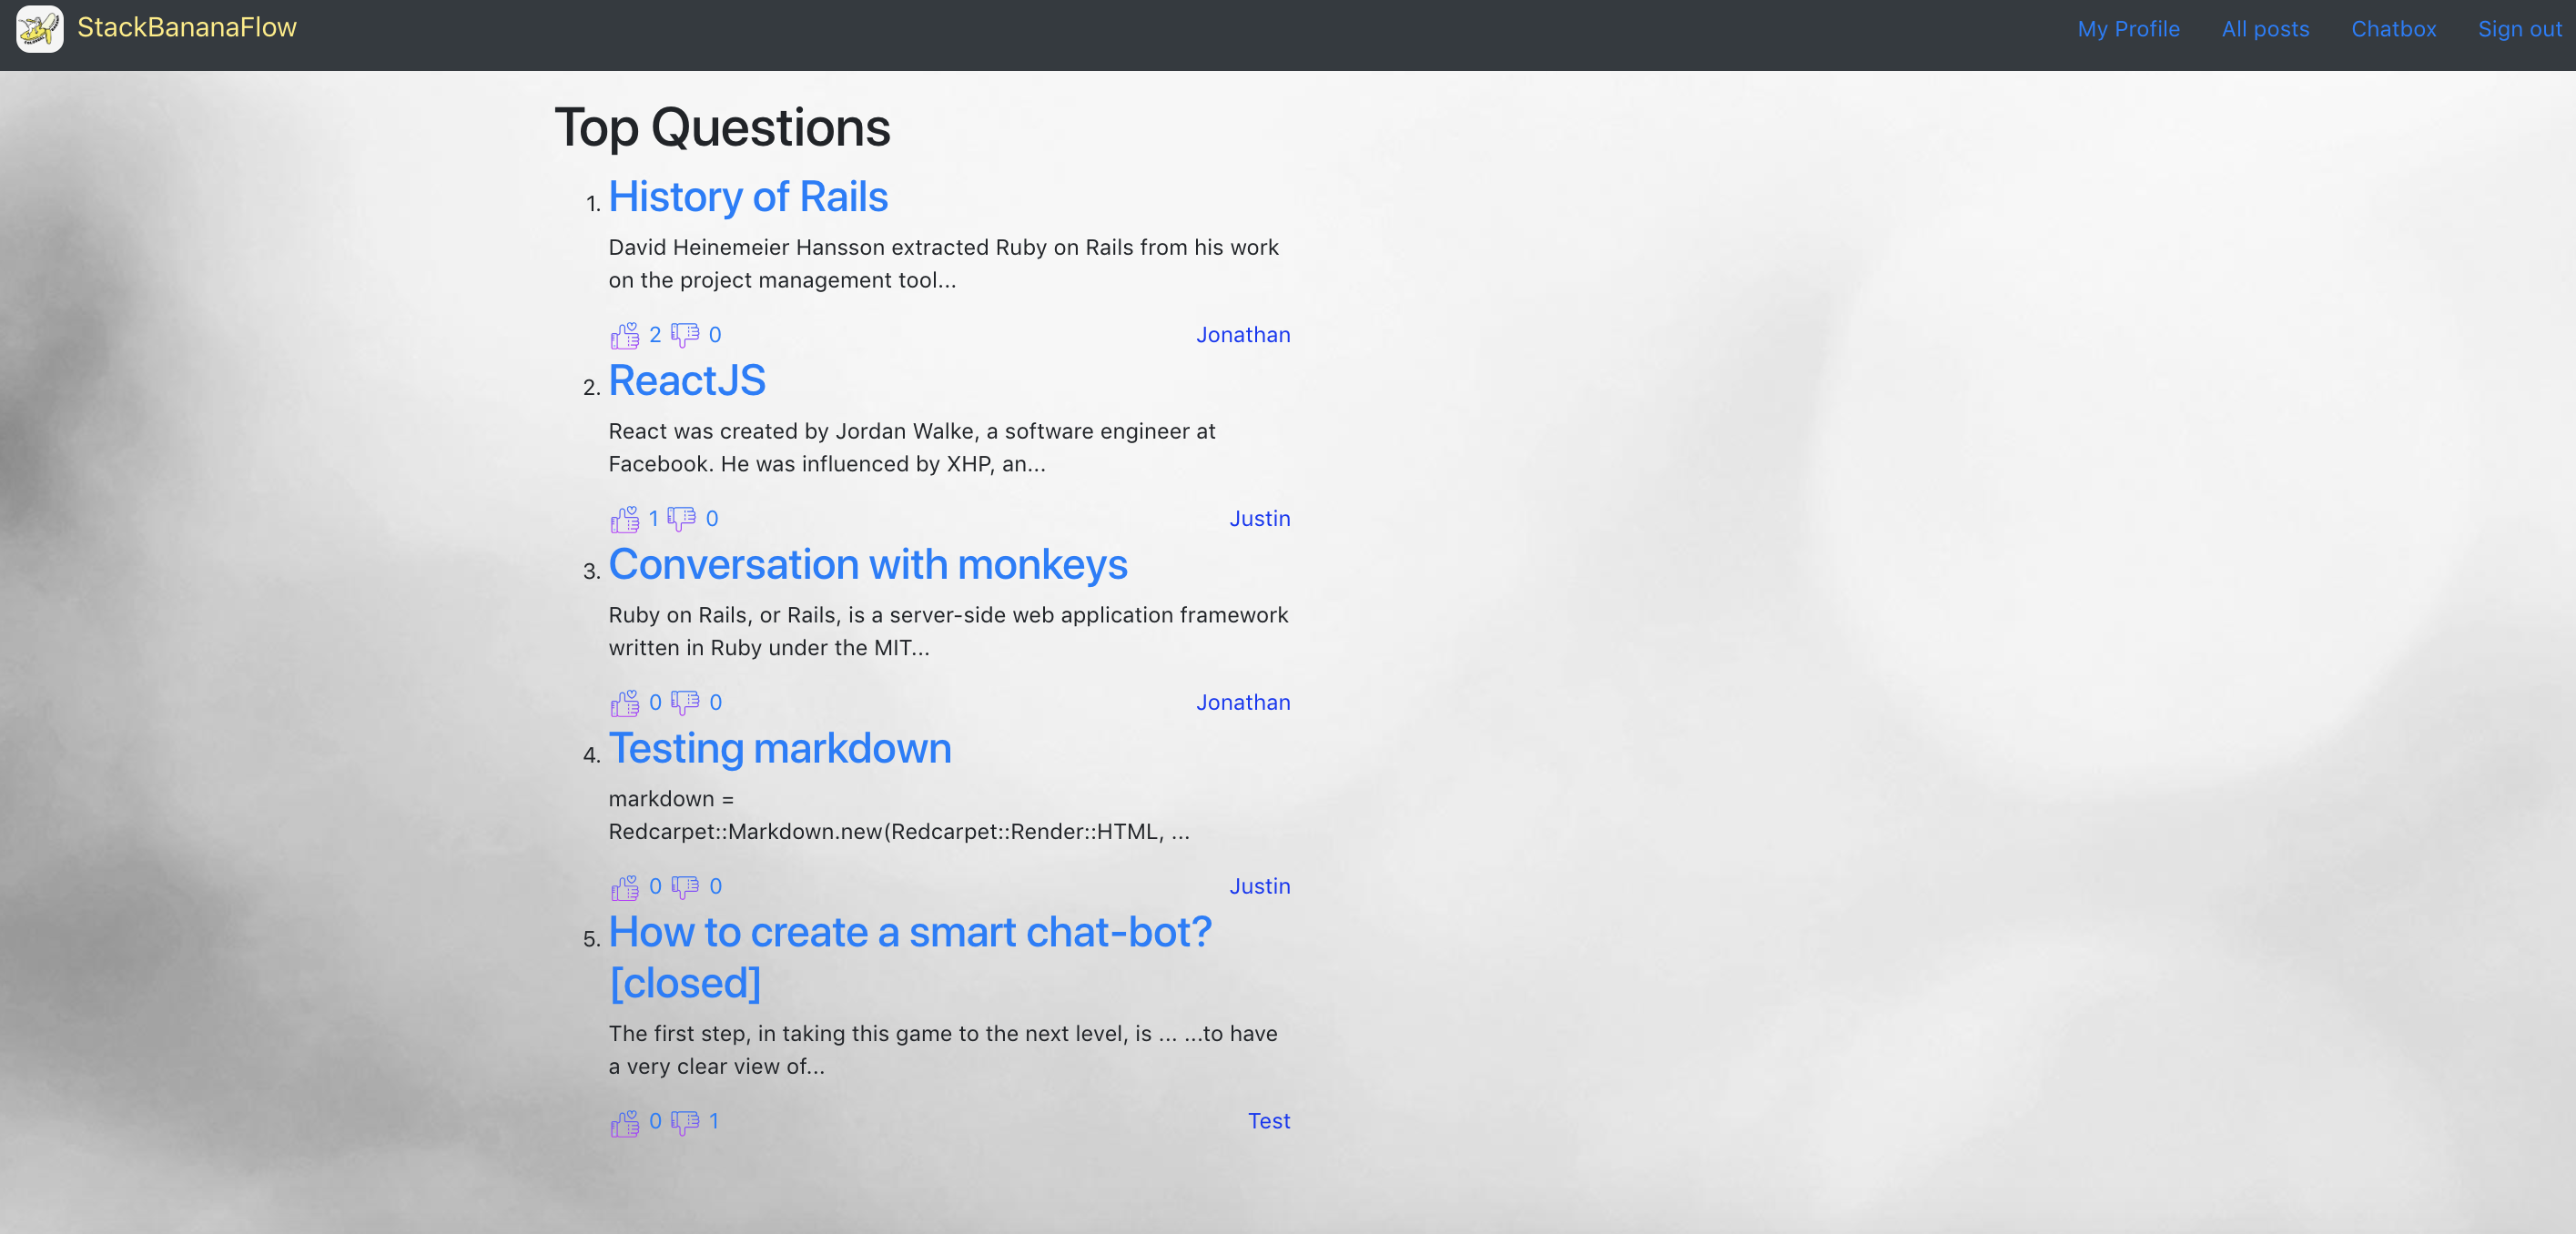 StackBananaFlow
My Profile All posts Chatbox Sign out
Top Questions
1. History of Rails
David Heinemeier Hansson extracted Ruby on Rails from his work
on the project management tool...
2 0 Jonathan
2. ReactJS
React was created by Jordan Walke, a software engineer at
Facebook. He was influenced by XHP, an...
1 0 Justin
3. Conversation with monkeys
Ruby on Rails, or Rails, is a server-side web application framework
written in Ruby under the MIT...
0 0 Jonathan
4. Testing markdown
markdown =
Redcarpet::Markdown.new(Redcarpet::Render::HTML, ...
0 0 Justin
5. How to create a smart chat-bot?
[closed]
The first step, in taking this game to the next level, is ... ...to have
a very clear view of...
0 1 Test